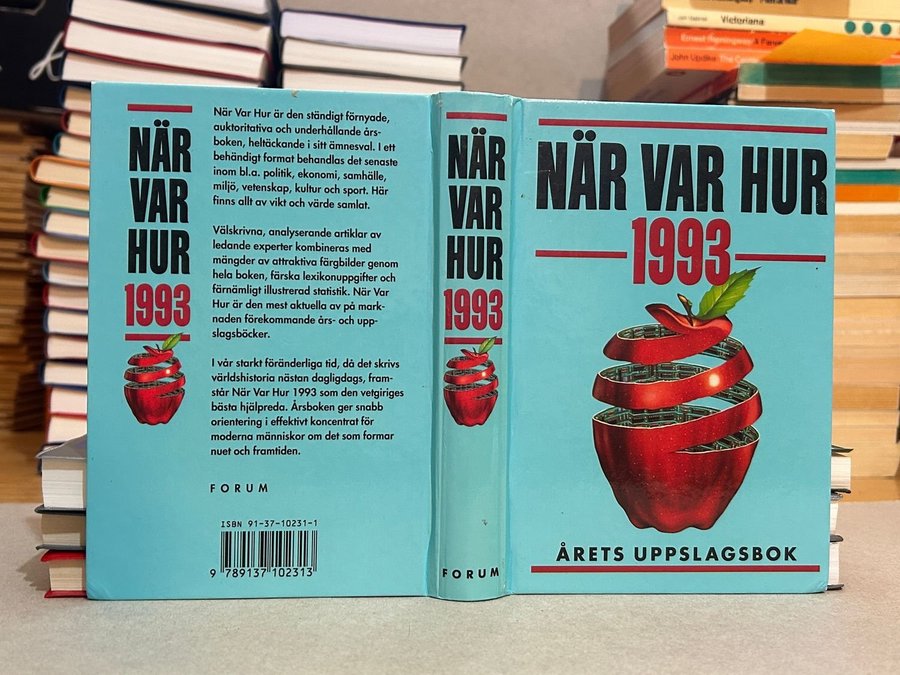 NÄR
VAR
HUR
1993
När Var Hur är den ständigt förnyade,
auktoritativa och underhållande års-
boken, heltäckande i sitt ämnesval. I ett
behändigt format behandlas det senaste
inom bl.a. politik, ekonomi, samhälle,
miljö, vetenskap, kultur och sport. Här
finns allt av vikt och värde samlat.
Välskrivna, analyserande artiklar av
ledande experter kombineras med
mängder av attraktiva färgbilder genom
hela boken, färska lexikonuppgifter och
färnämligt illustrerad statistik. När Var
Hur är den mest aktuella av på mark-
naden förekommande års- och upp-
slagsböcker.
I vår starkt föränderliga tid, då det skrivs
världshistoria nästan dagligdags, fram-
står När Var Hur 1993 som den vetgiriges
bästa hjälpreda. Årsboken ger snabb
orientering i effektivt koncentrat för
moderna människor om det som formar
nuet och framtiden.
FORUM
ISBN 91-37-10231-1
9 789137 102313
NÄR
VAR
HUR
1993
FORUM
NÄR VAR HUR
1993
ÅRETS UPPSLAGSBOK
Victoriana
Ernest Hemingway
John Updike The